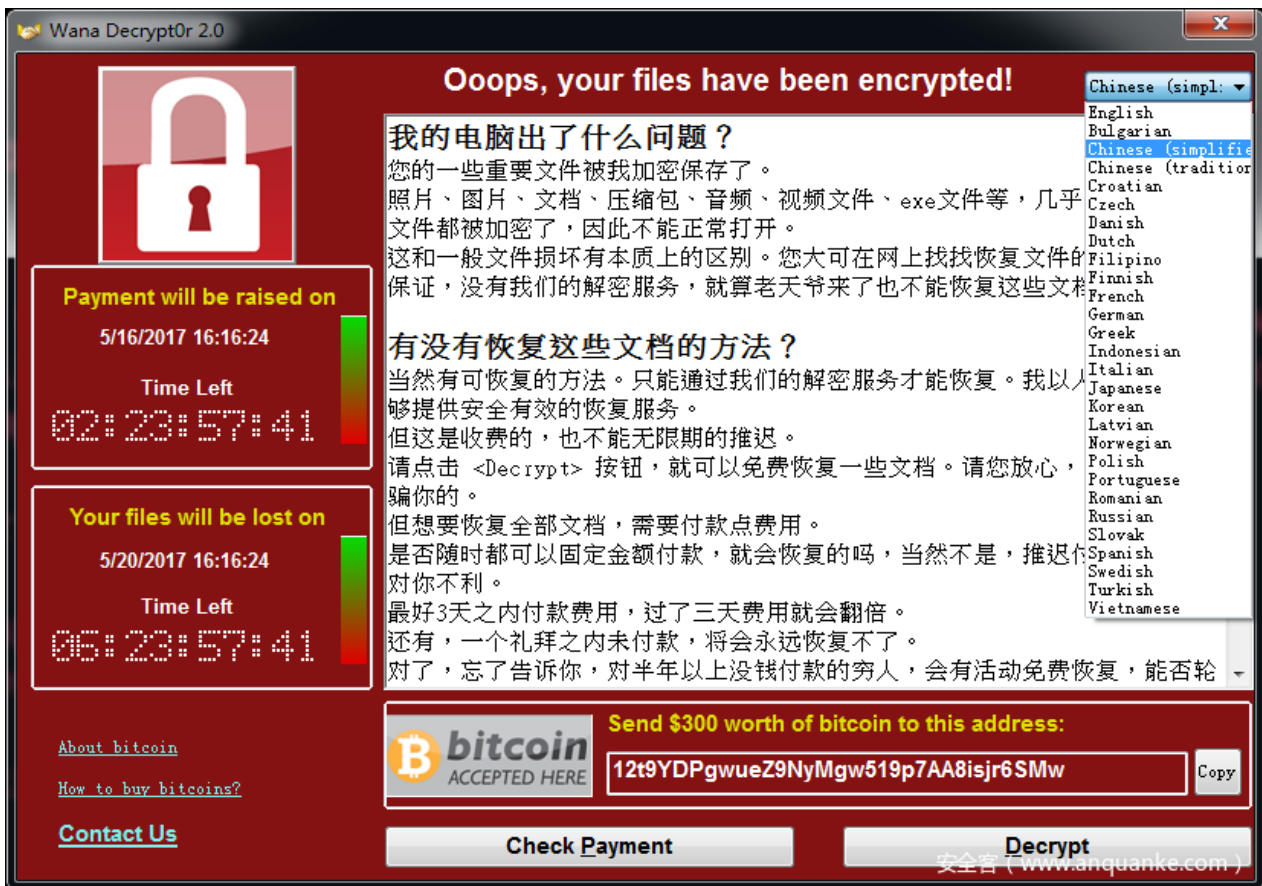 Wana Decrypt0r 2.0
Ooops, your files have been encrypted!
Chinese (simpl:
English
Bulgarian
Chinese (simplifie
Chinese (tradition
Croatian
Czech
Danish
Dutch
Filipino
Finnish
French
German
Greek
Indonesian
Italian
Japanese
Korean
Latvian
Norwegian
Polish
Portuguese
Romanian
Russian
Slovak
Spanish
Swedish
Turkish
Vietnamese
Payment will be raised on
5/16/2017 16:16:24
Time Left
02:23:57:41
Your files will be lost on
5/20/2017 16:16:24
Time Left
06:23:57:41
About bitcoin
How to buy bitcoins?
Contact Us
我的电脑出了什么问题？
您的一些重要文件被我加密保存了。
照片、图片、文档、压缩包、音频、视频文件、exe文件等，几乎
文件都被加密了，因此不能正常打开。
这和一般文件损坏有本质上的区别。您大可在网上找找恢复文件的
保证，没有我们的解密服务，就算老天爷来了也不能恢复这些文档
有没有恢复这些文档的方法？
当然有可恢复的方法。只能通过我们的解密服务才能恢复。我以人
够提供安全有效的恢复服务。
但这是收费的，也不能无限期的推迟。
请点击 <Decrypt> 按钮，就可以免费恢复一些文档。请您放心，
骗你的。
但想要恢复全部文档，需要付款点费用。
是否随时都可以固定金额付款，就会恢复的吗，当然不是，推迟付
对你不利。
最好3天之内付款费用，过了三天费用就会翻倍。
还有，一个礼拜之内未付款，将会永远恢复不了。
对了，忘了告诉你，对半年以上没钱付款的穷人，会有活动免费恢复，能否轮
bitcoin
ACCEPTED HERE
Send $300 worth of bitcoin to this address:
12t9YDPgwueZ9NyMgw519p7AA8isjr6SMw
Copy
Check Payment
Decrypt
安全客（www.anquanke.com）